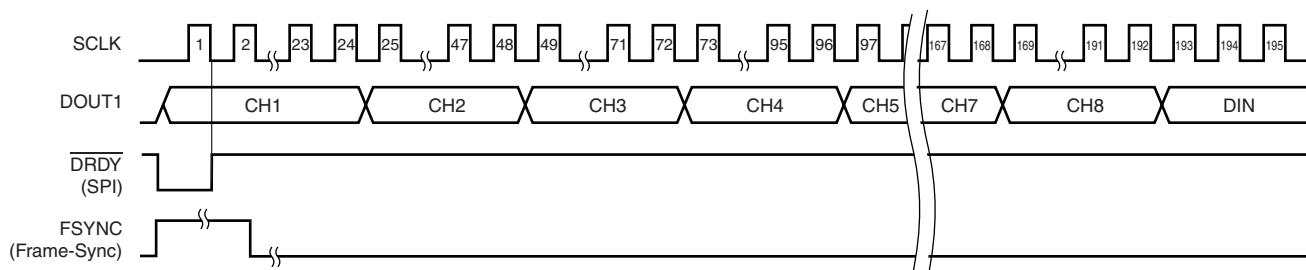 SCLK 1 2 23 24 25 47 48 49 71 72 73 95 96 97 167 168 169 191 192 193 194 195
DOUT1 CH1 CH2 CH3 CH4 CH5 CH7 CH8 DIN
DRDY
(SPI)
FSYNC
(Frame-Sync)